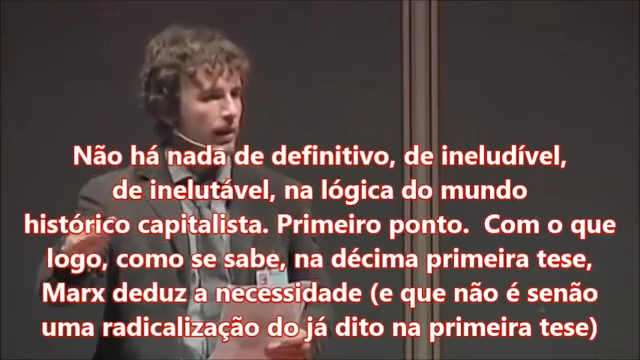 Não há nada de definitivo, de ineludível,
de inelutável, na lógica do mundo
histórico capitalista. Primeiro ponto.  Com o que
logo, como se sabe, na décima primeira tese,
Marx deduz a necessidade (e que não é senão
uma radicalização do já dito na primeira tese)